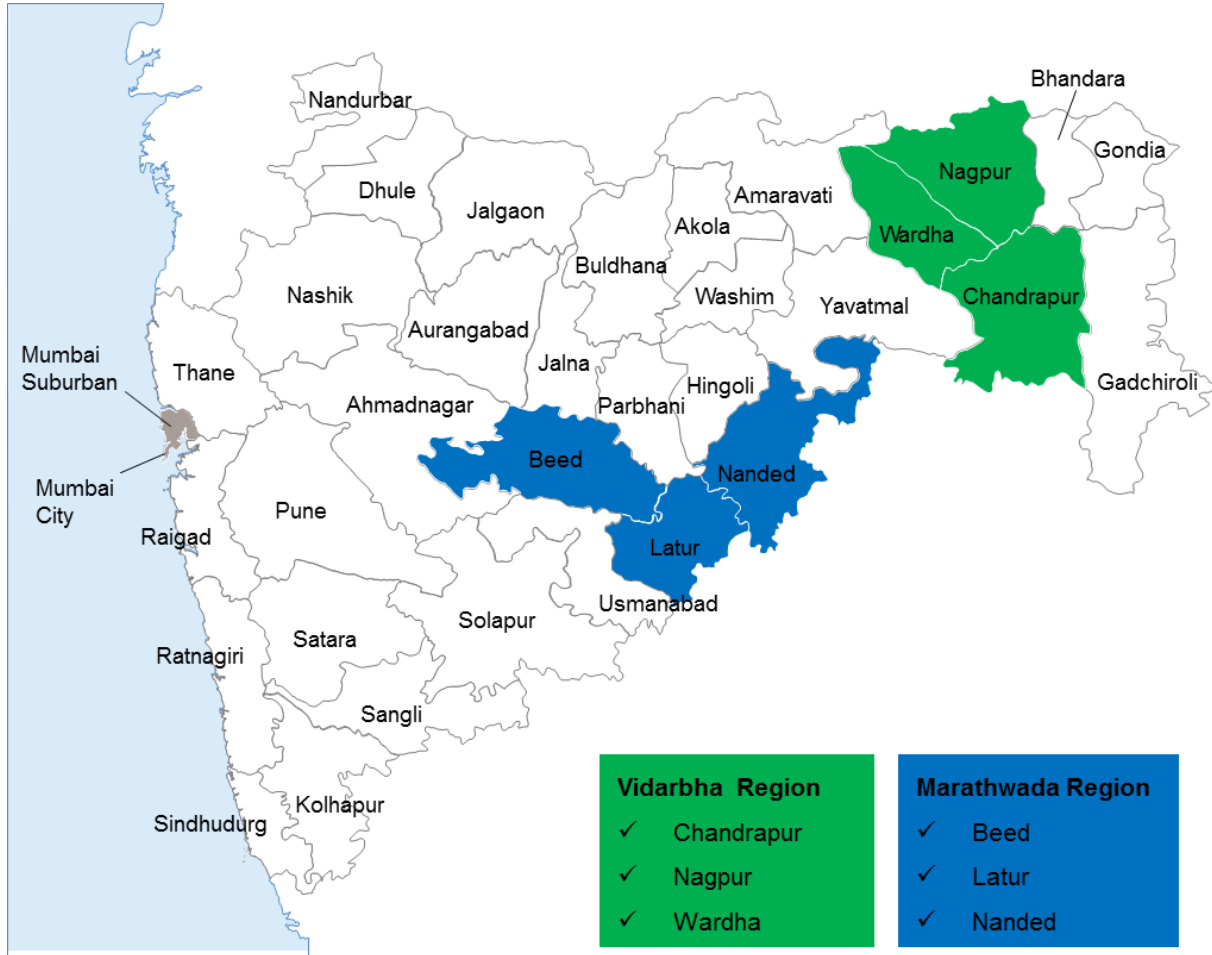 Nandurbar
Bhandara
Gondia
Nagpur
Dhule
Jalgaon
Amaravati
Akola
Wardha
Buldhana
Nashik
Washim
Chandrapur
Yavatmal
Aurangabad
Mumbai
Suburban
Thane
Jalna
Hingoli
Gadchiroli
Ahmadnagar
Parbhani
Beed
Nanded
Mumbai
City
Pune
Raigad
Latur
Usmanabad
Solapur
Satara
Ratnagiri
Sangli
Kolhapur
Sindhudurg
Vidarbha Region
✓ Chandrapur
✓ Nagpur
✓ Wardha
Marathwada Region
✓ Beed
✓ Latur
✓ Nanded